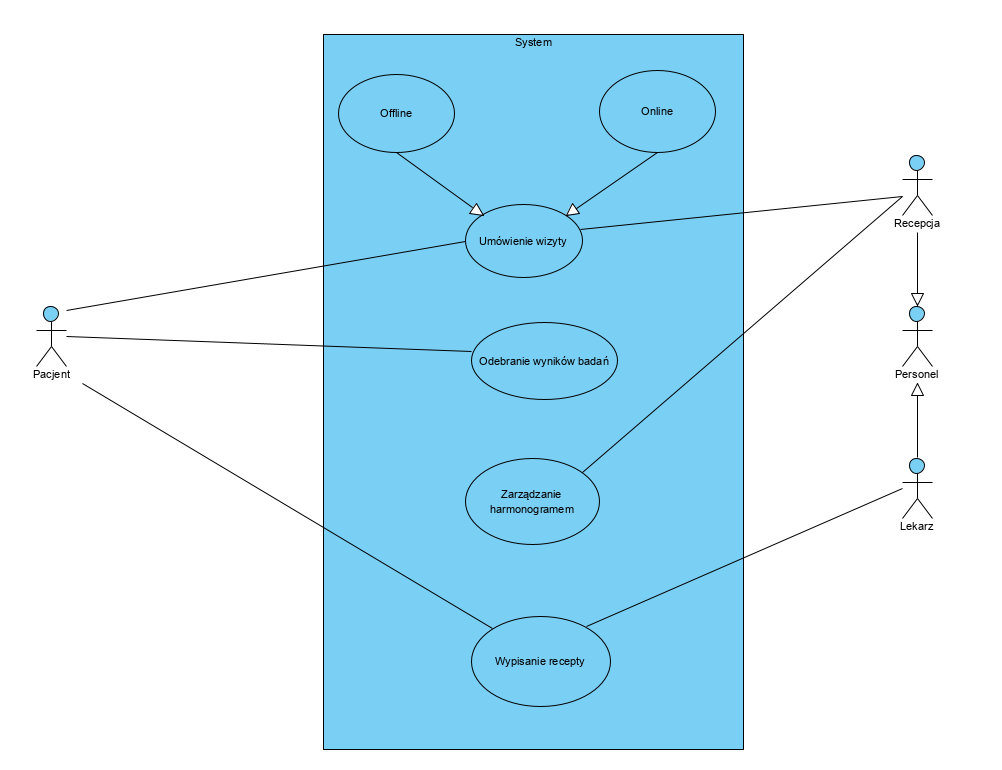 System
Offline
Online
Recepcja
Umówienie wizyty
Odebranie wyników badań
Pacjent
Personel
Zarządzanie
harmonogramem
Lekarz
Wypisanie recepty